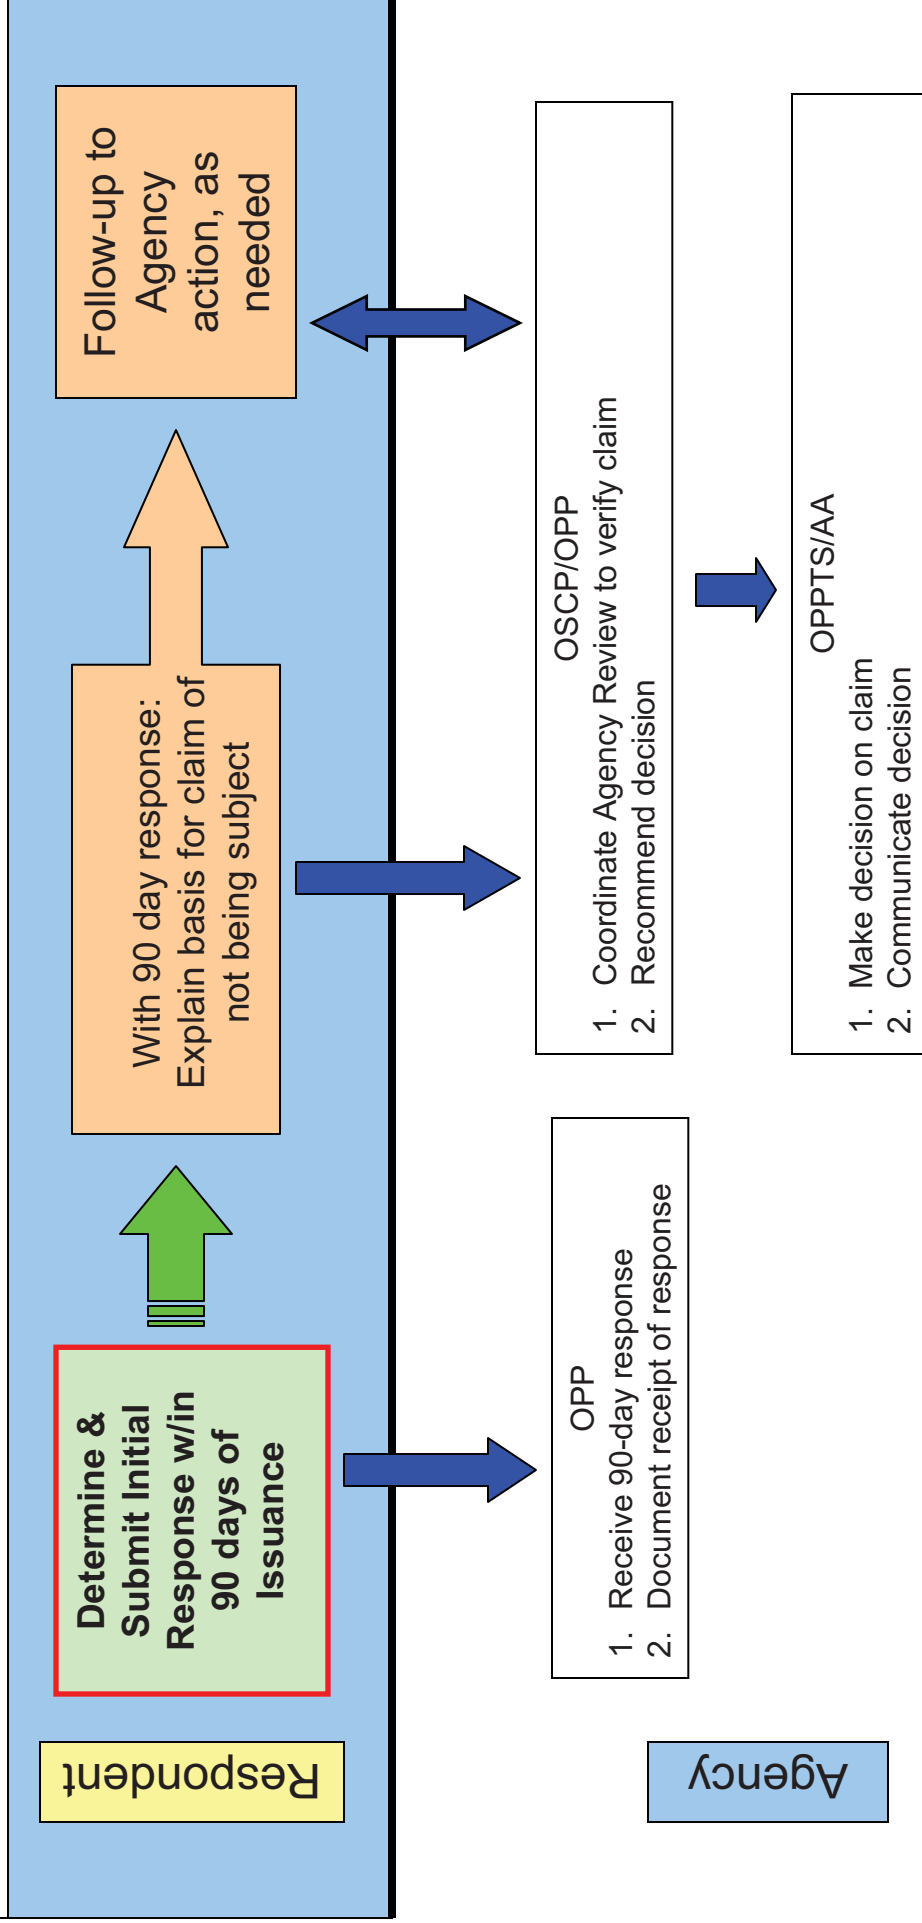 Respondent
Determine &
Submit Initial
Response w/in
90 days of
Issuance
With 90 day response:
Explain basis for claim of
not being subject
Follow-up to
Agency
action, as
needed
Agency
OPP
1. Receive 90-day response
2. Document receipt of response
OSCP/OPP
1. Coordinate Agency Review to verify claim
2. Recommend decision
OPPTS/AA
1. Make decision on claim
2. Communicate decision